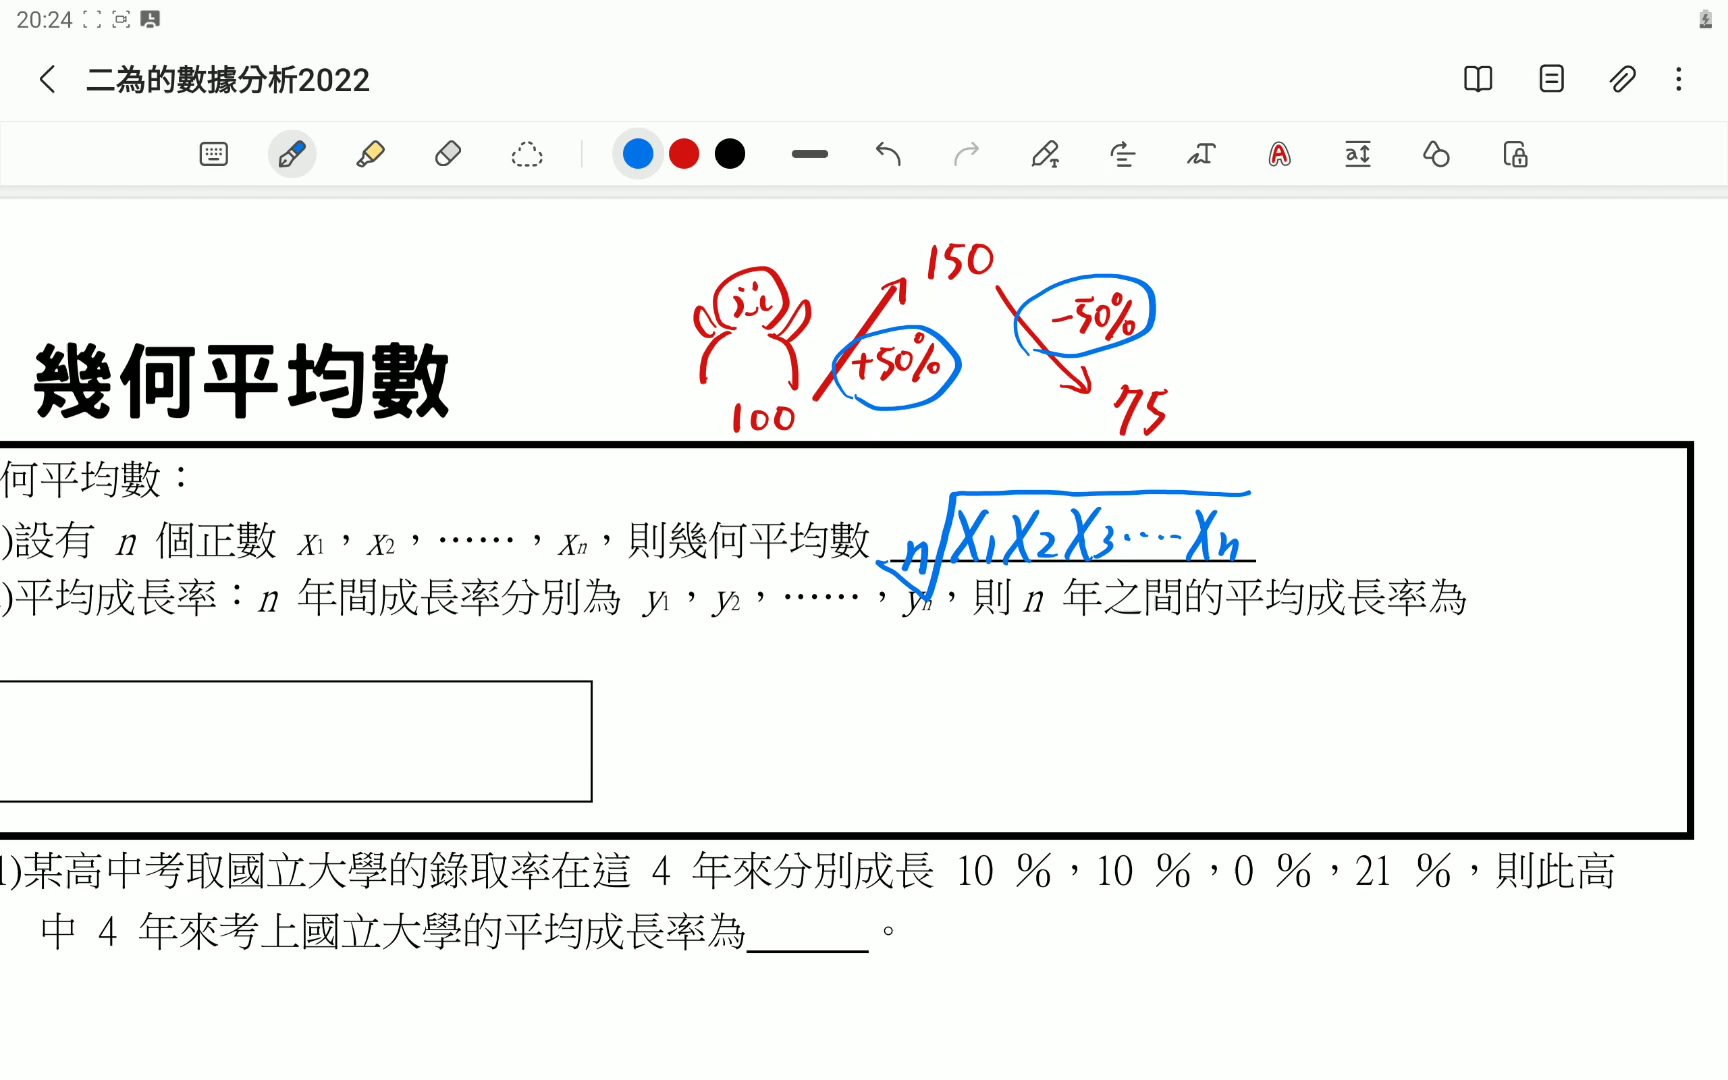 20:24
二為的數據分析2022
150
-50%
+50%
幾何平均數
100
75
何平均數：
)設有 n 個正數 x₁，x₂，⋯⋯，xₙ，則幾何平均數 ⁿ√X₁X₂X₃⋯⋯Xₙ
)平均成長率：n 年間成長率分別為 y₁，y₂，⋯⋯，yₙ，則 n 年之間的平均成長率為
1)某高中考取國立大學的錄取率在這 4 年來分別成長 10 %，10 %，0 %，21 %，則此高
中 4 年來考上國立大學的平均成長率為______。